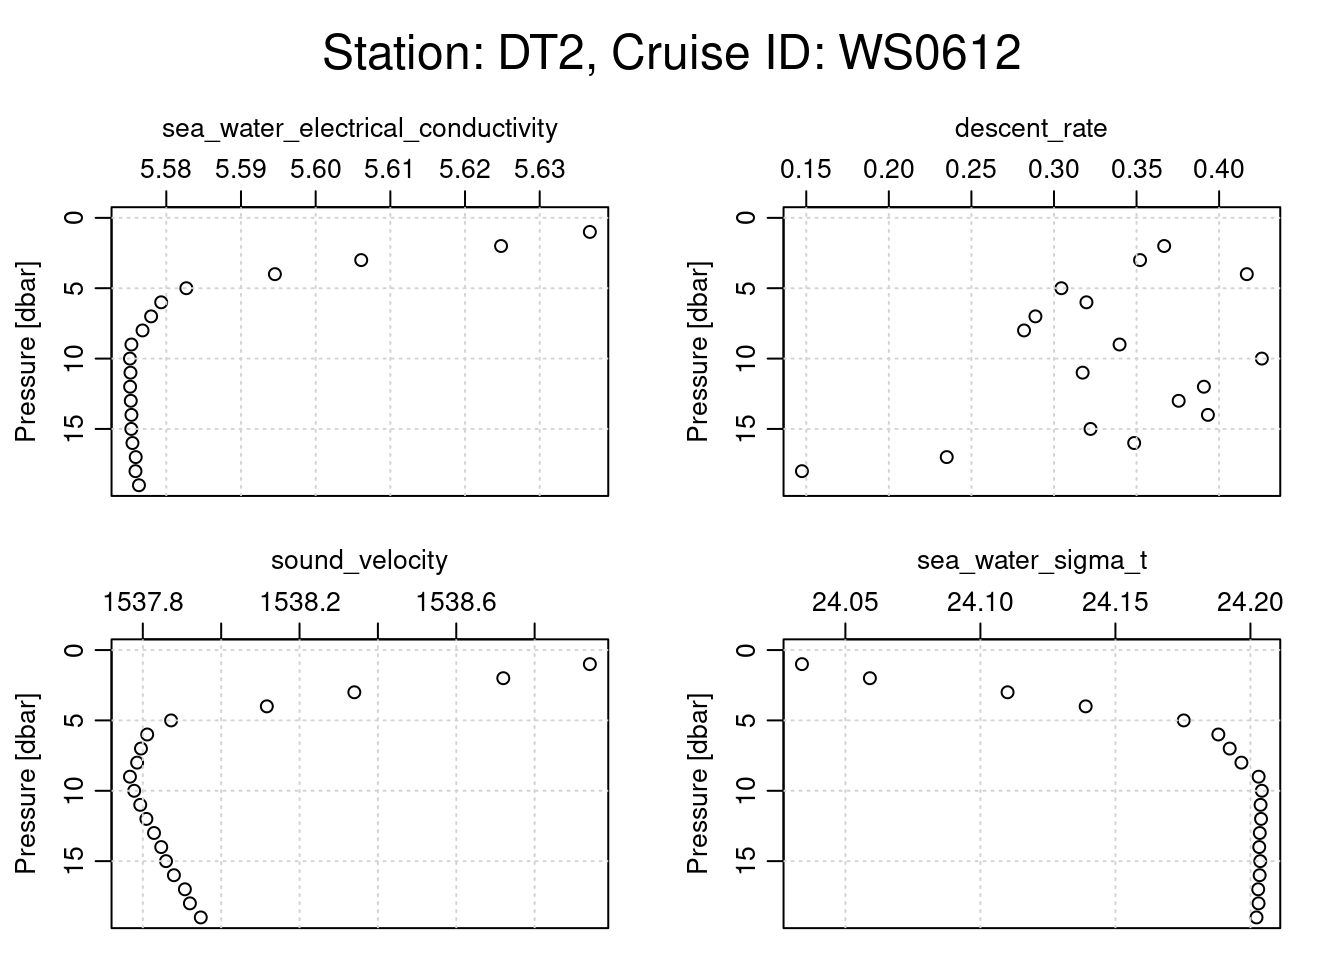 Station: DT2, Cruise ID: WS0612
sea_water_electrical_conductivity
5.58 5.59 5.60 5.61 5.62 5.63
Pressure [dbar]
0
5
10
15
descent_rate
0.15 0.20 0.25 0.30 0.35 0.40
Pressure [dbar]
0
5
10
15
sound_velocity
1537.8 1538.2 1538.6
Pressure [dbar]
0
5
10
15
sea_water_sigma_t
24.05 24.10 24.15 24.20
Pressure [dbar]
0
5
10
15